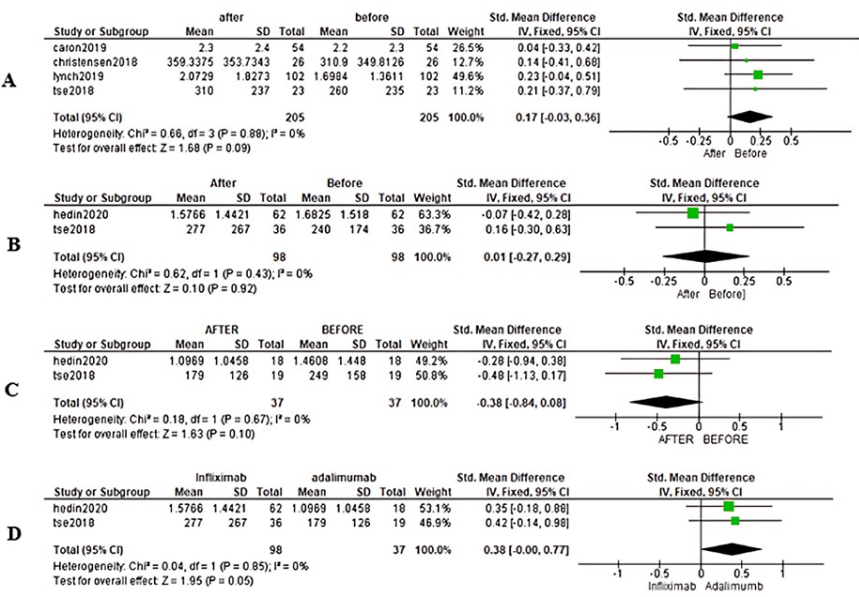 after before Std. Mean Difference Std. Mean Difference
Study or Subgroup Mean SD Total Mean SD Total Weight IV, Fixed, 95% CI IV, Fixed, 95% CI
caron2019 2.3 2.4 54 2.2 2.3 54 26.5% 0.04 [-0.33, 0.42]
christensen2018 359.3375 353.7343 26 310.9 349.8126 26 12.7% 0.14 [-0.41, 0.68]
lynch2019 2.0729 1.8273 102 1.6984 1.3611 102 49.6% 0.23 [-0.04, 0.51]
tse2018 310 237 23 260 235 23 11.2% 0.21 [-0.37, 0.79]
A
Total (95% CI) 205 205 100.0% 0.17 [-0.03, 0.36]
Heterogeneity: Chi² = 0.66, df = 3 (P = 0.88); I² = 0%
Test for overall effect: Z = 1.68 (P = 0.09)
-0.5 -0.25 0 0.25 0.5
After Before
After Before Std. Mean Difference Std. Mean Difference
Study or Subgroup Mean SD Total Mean SD Total Weight IV, Fixed, 95% CI IV, Fixed, 95% CI
hedin2020 1.5766 1.4421 62 1.6825 1.518 62 63.3% -0.07 [-0.42, 0.28]
tse2018 277 267 36 240 174 36 36.7% 0.16 [-0.30, 0.63]
B
Total (95% CI) 98 98 100.0% 0.01 [-0.27, 0.29]
Heterogeneity: Chi² = 0.62, df = 1 (P = 0.43); I² = 0%
Test for overall effect: Z = 0.10 (P = 0.92)
-0.5 -0.25 0 0.25 0.5
After Before]
AFTER BEFORE Std. Mean Difference Std. Mean Difference
Study or Subgroup Mean SD Total Mean SD Total Weight IV, Fixed, 95% CI IV, Fixed, 95% CI
hedin2020 1.0969 1.0458 18 1.4608 1.448 18 49.2% -0.28 [-0.94, 0.38]
tse2018 179 126 19 249 158 19 50.8% -0.48 [-1.13, 0.17]
C
Total (95% CI) 37 37 100.0% -0.38 [-0.84, 0.08]
Heterogeneity: Chi² = 0.18, df = 1 (P = 0.67); I² = 0%
Test for overall effect: Z = 1.63 (P = 0.10)
-1 -0.5 0 0.5 1
AFTER BEFORE
Infliximab adalimumab Std. Mean Difference Std. Mean Difference
Study or Subgroup Mean SD Total Mean SD Total Weight IV, Fixed, 95% CI IV, Fixed, 95% CI
hedin2020 1.5766 1.4421 62 1.0969 1.0458 18 53.1% 0.35 [-0.18, 0.88]
tse2018 277 267 36 179 126 19 46.9% 0.42 [-0.14, 0.98]
D
Total (95% CI) 98 37 100.0% 0.38 [-0.00, 0.77]
Heterogeneity: Chi² = 0.04, df = 1 (P = 0.85); I² = 0%
Test for overall effect: Z = 1.95 (P = 0.05)
-1 -0.5 0 0.5 1
Infliximab Adalimumb